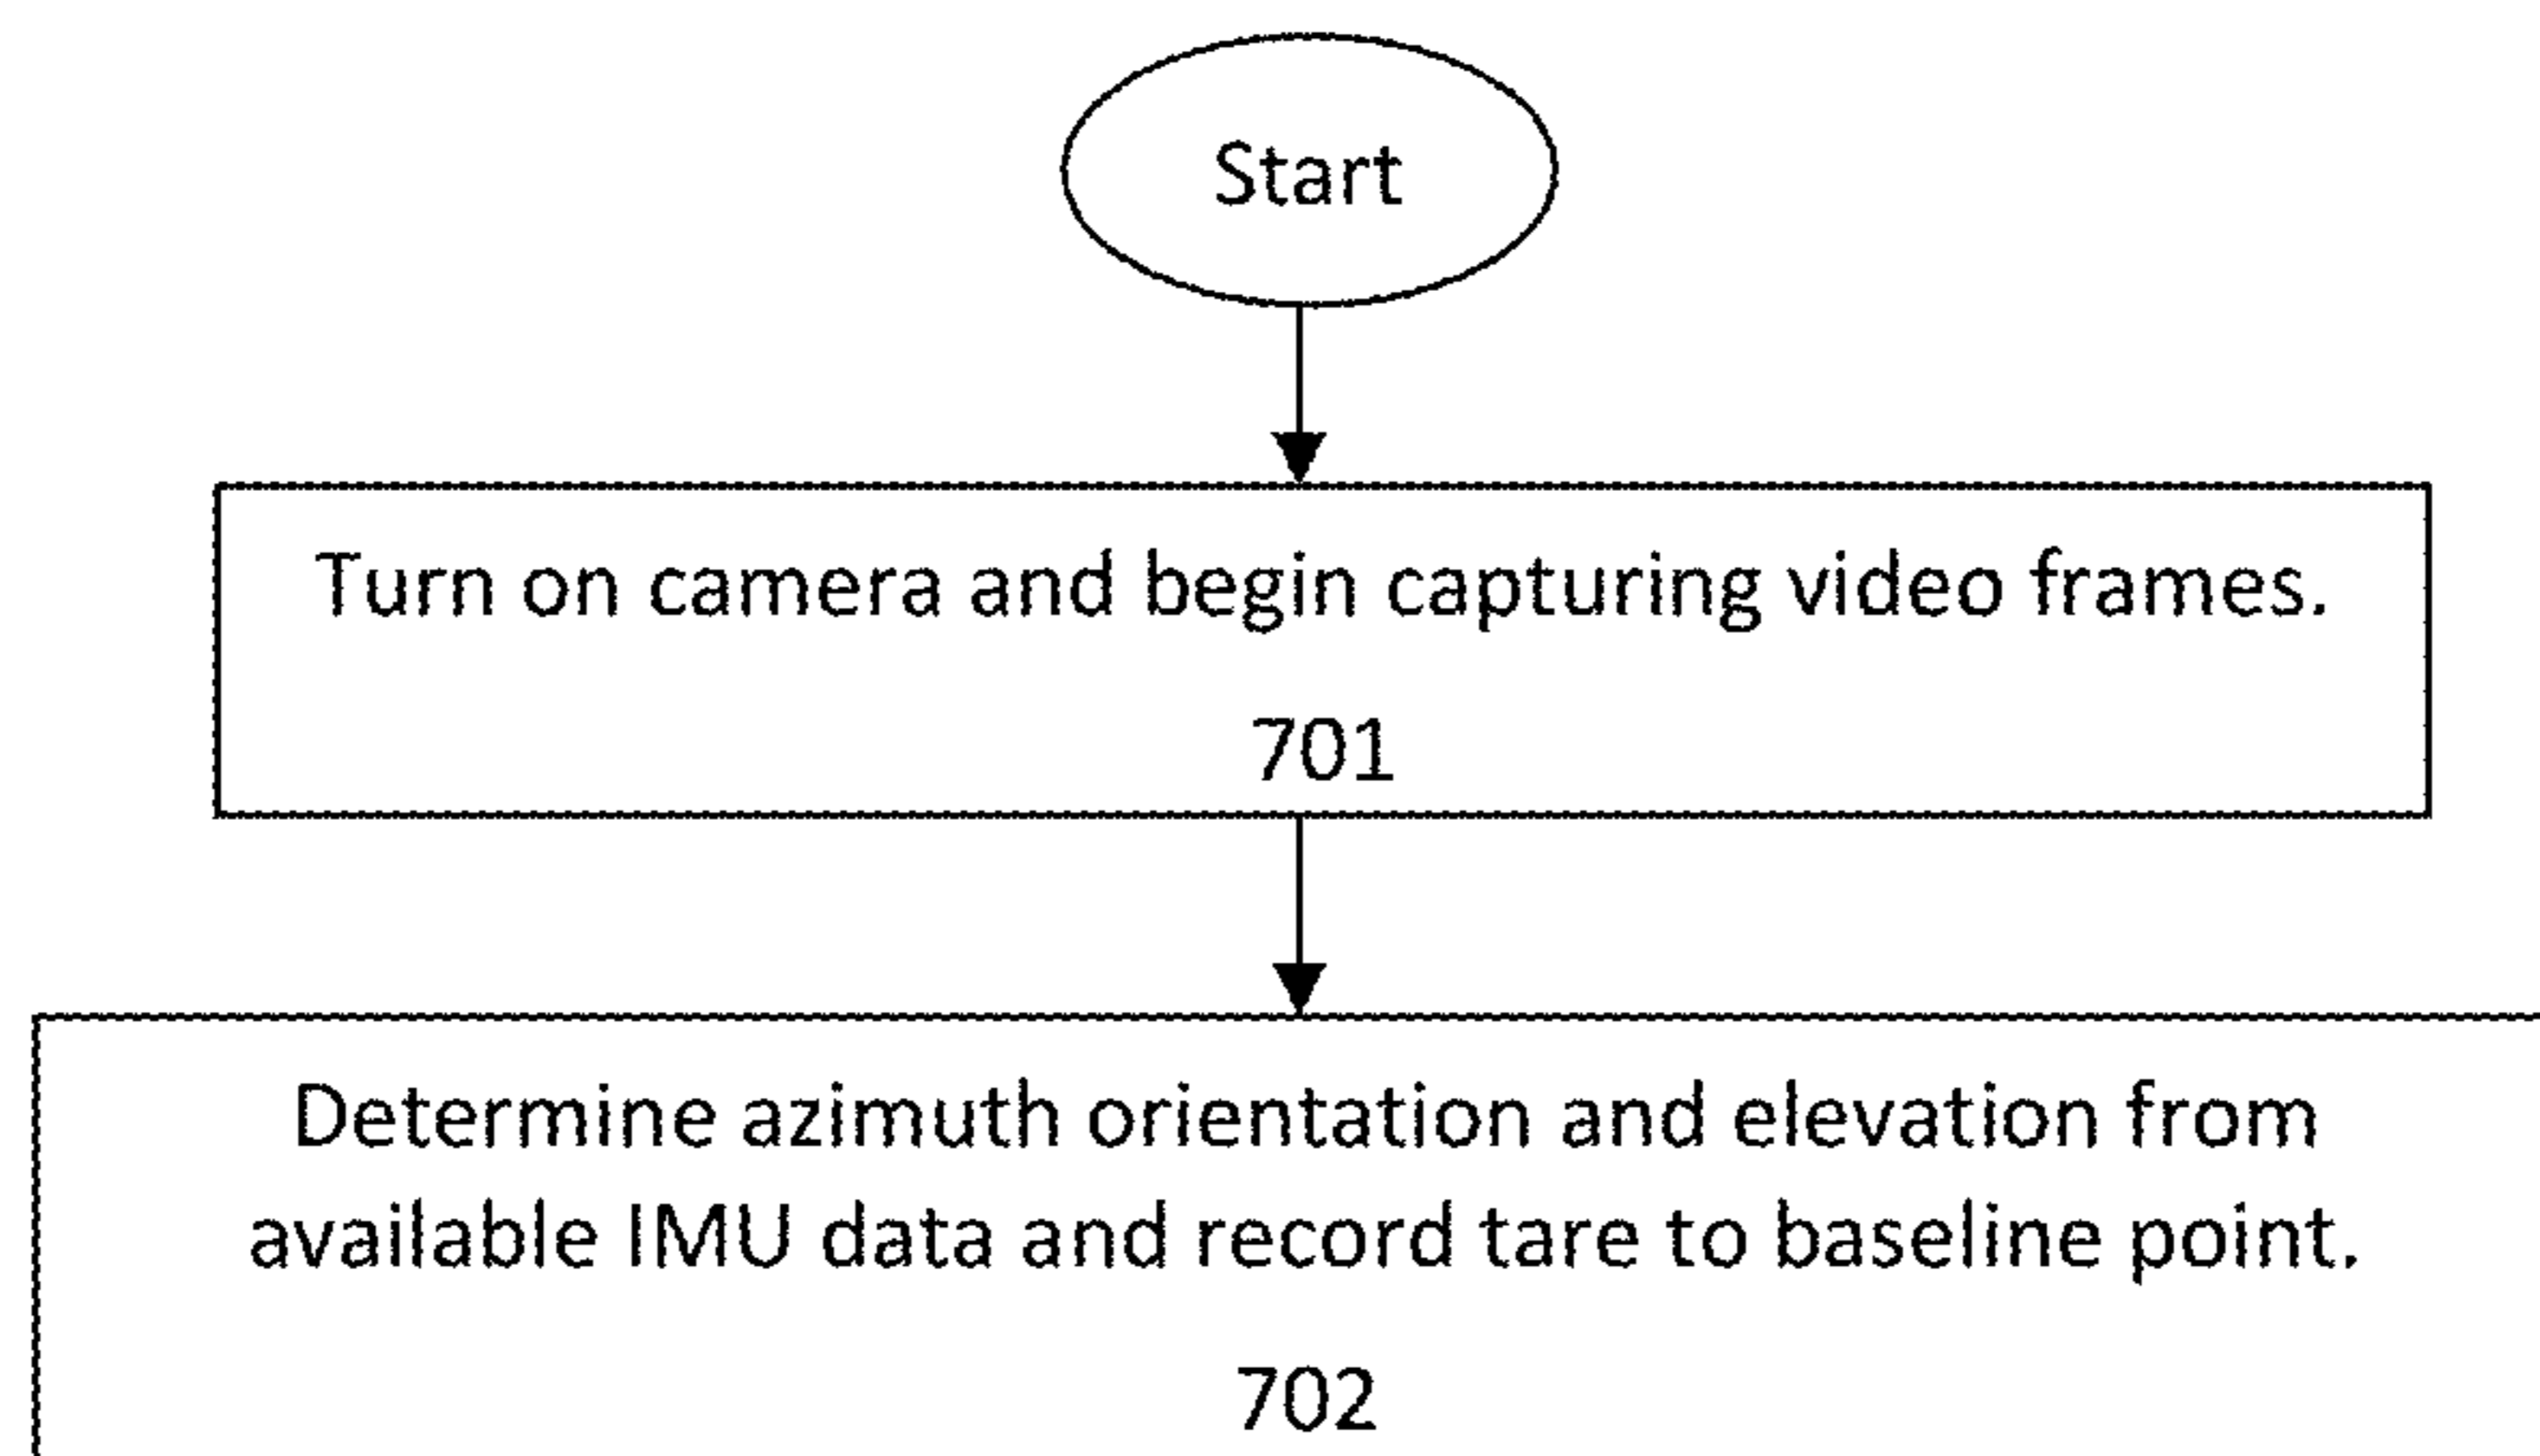 Start
Turn on camera and begin capturing video frames.
701
Determine azimuth orientation and elevation from
available IMU data and record tare to baseline point.
702